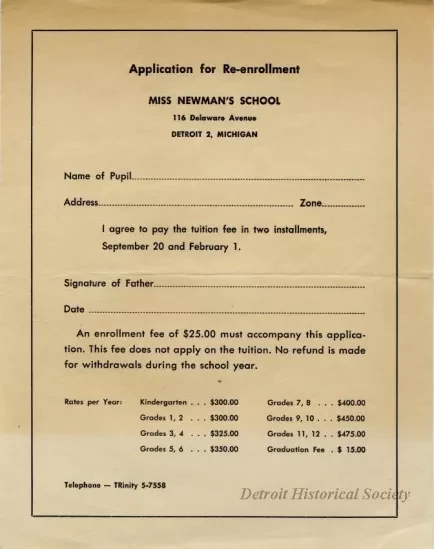 Application for Re-enrollment
MISS NEWMAN'S SCHOOL
116 Delaware Avenue
DETROIT 2, MICHIGAN
Name of Pupil
Address Zone
I agree to pay the tuition fee in two installments,
September 20 and February 1.
Signature of Father
Date
An enrollment fee of $25.00 must accompany this applica-
tion. This fee does not apply on the tuition. No refund is made
for withdrawals during the school year.
Rates per Year: Kindergarten . . . $300.00 Grades 7, 8 . . . $400.00
Grades 1, 2 . . . $300.00 Grades 9, 10 . . . $450.00
Grades 3, 4 . . . $325.00 Grades 11, 12 . . $475.00
Grades 5, 6 . . . $350.00 Graduation Fee . $ 15.00
Telephone — TRinity 5-7558
Detroit Historical Society